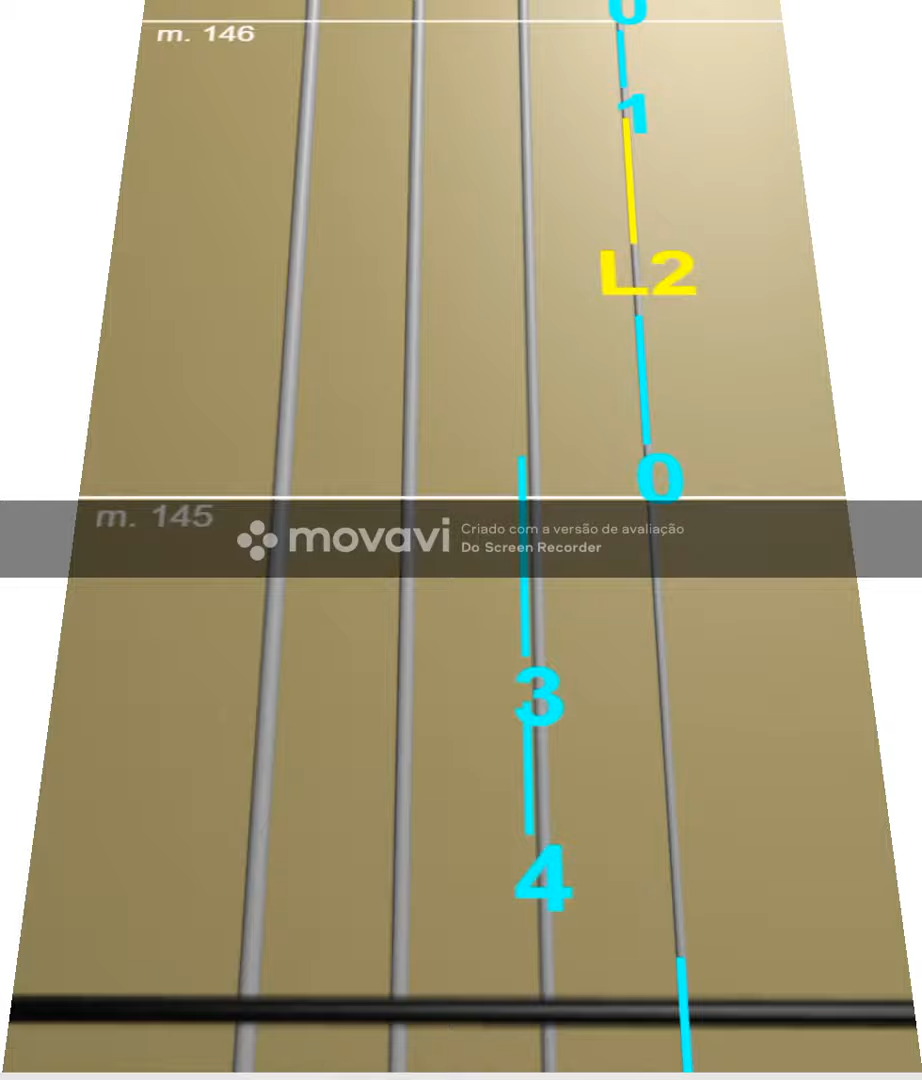 0
m. 146
1
L2
0
m. 145
movavi
Criado com a versão de avaliação
Do Screen Recorder
3
4